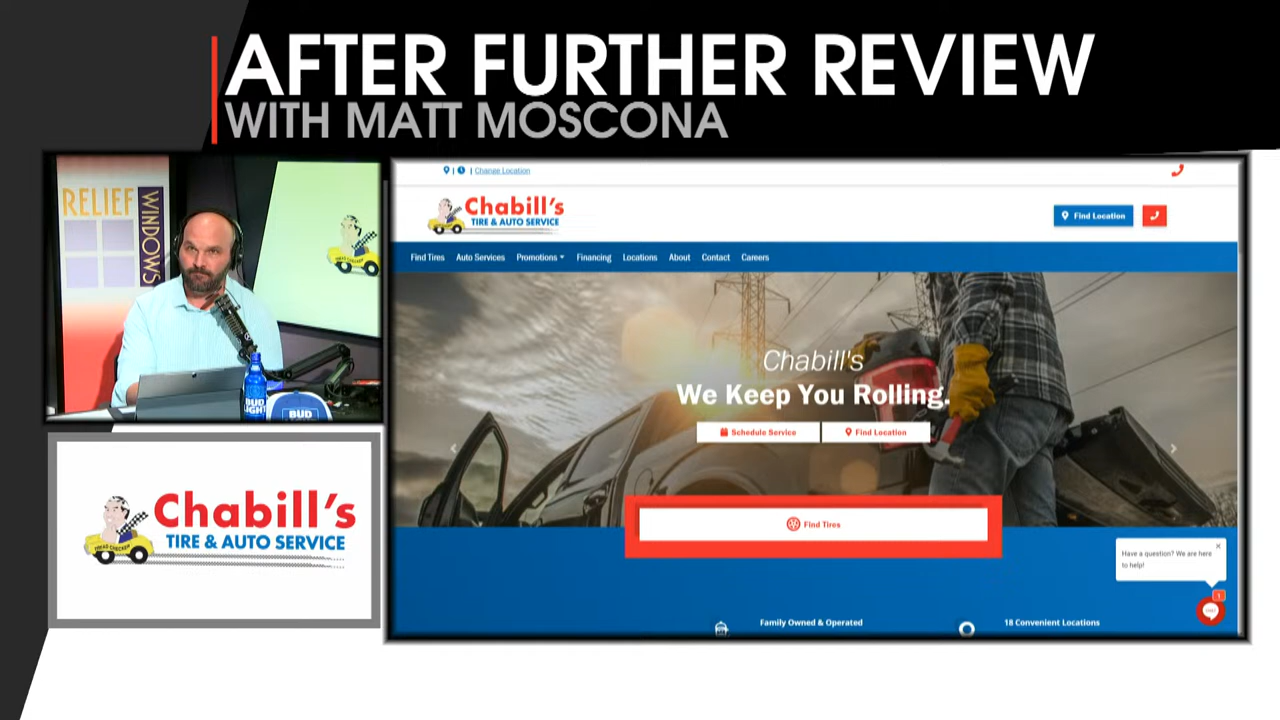 AFTER FURTHER REVIEW
WITH MATT MOSCONA
RELIEF
WINDOWS
BUD
LIGHT
BUD
Chabill's
TIRE & AUTO SERVICE
| | Change Location
Chabill's
TIRE & AUTO SERVICE
Find Location
Find Tires
Auto Services
Promotions
Financing
Locations
About
Contact
Careers
Chabill's
We Keep You Rolling.
Schedule Service
Find Location
Find Tires
Have a question? We are here
to help!
1
Family Owned & Operated
18 Convenient Locations